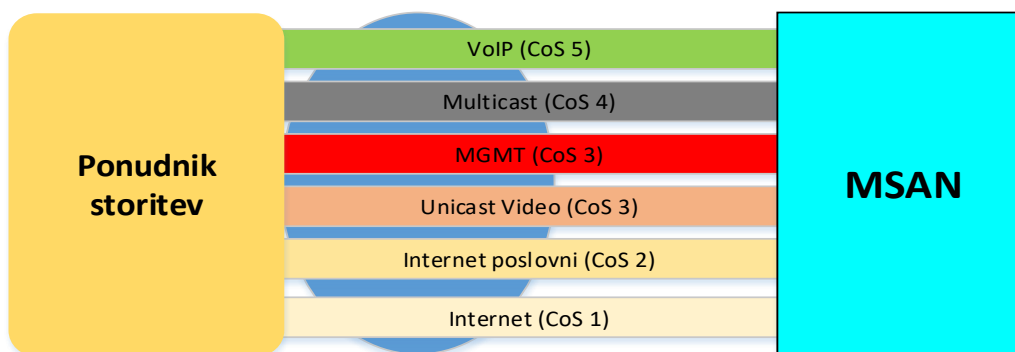 Ponudnik
storitev
VoIP (CoS 5)
Multicast (CoS 4)
MGMT (CoS 3)
Unicast Video (CoS 3)
Internet poslovni (CoS 2)
Internet (CoS 1)
MSAN